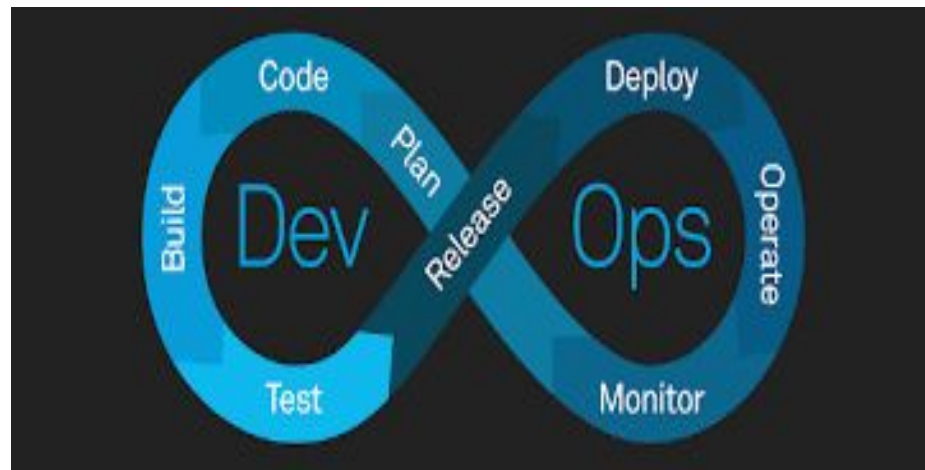 Code
Plan
Build
Dev
Test
Release
Deploy
Ops
Operate
Monitor